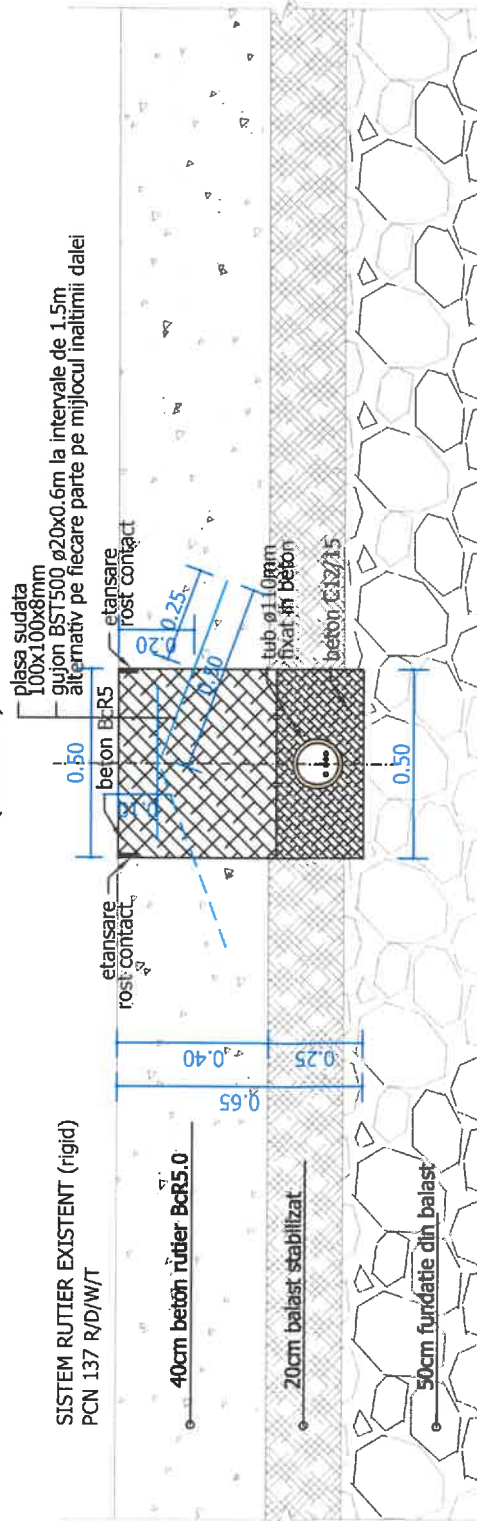 SISTEM RUTIER EXISTENT (rigid)
PCN 137 R/D/W/T
40cm beton rutier BcR5.0
20cm balast stabilizat
50cm fundatie din balast
0.65
0.40
0.25
etansare
rost contact
0.50
beton BcR5
plasa sudata
100x100x8mm
gujon BST500 ø20x0.6m la intervale de 1.5m
alternativ pe fiecare parte pe mijlocul inaltimii dalei
etansare
rost contact
0.20
0.25
tub ø110mm
fixat in beton
beton C12/15
0.50